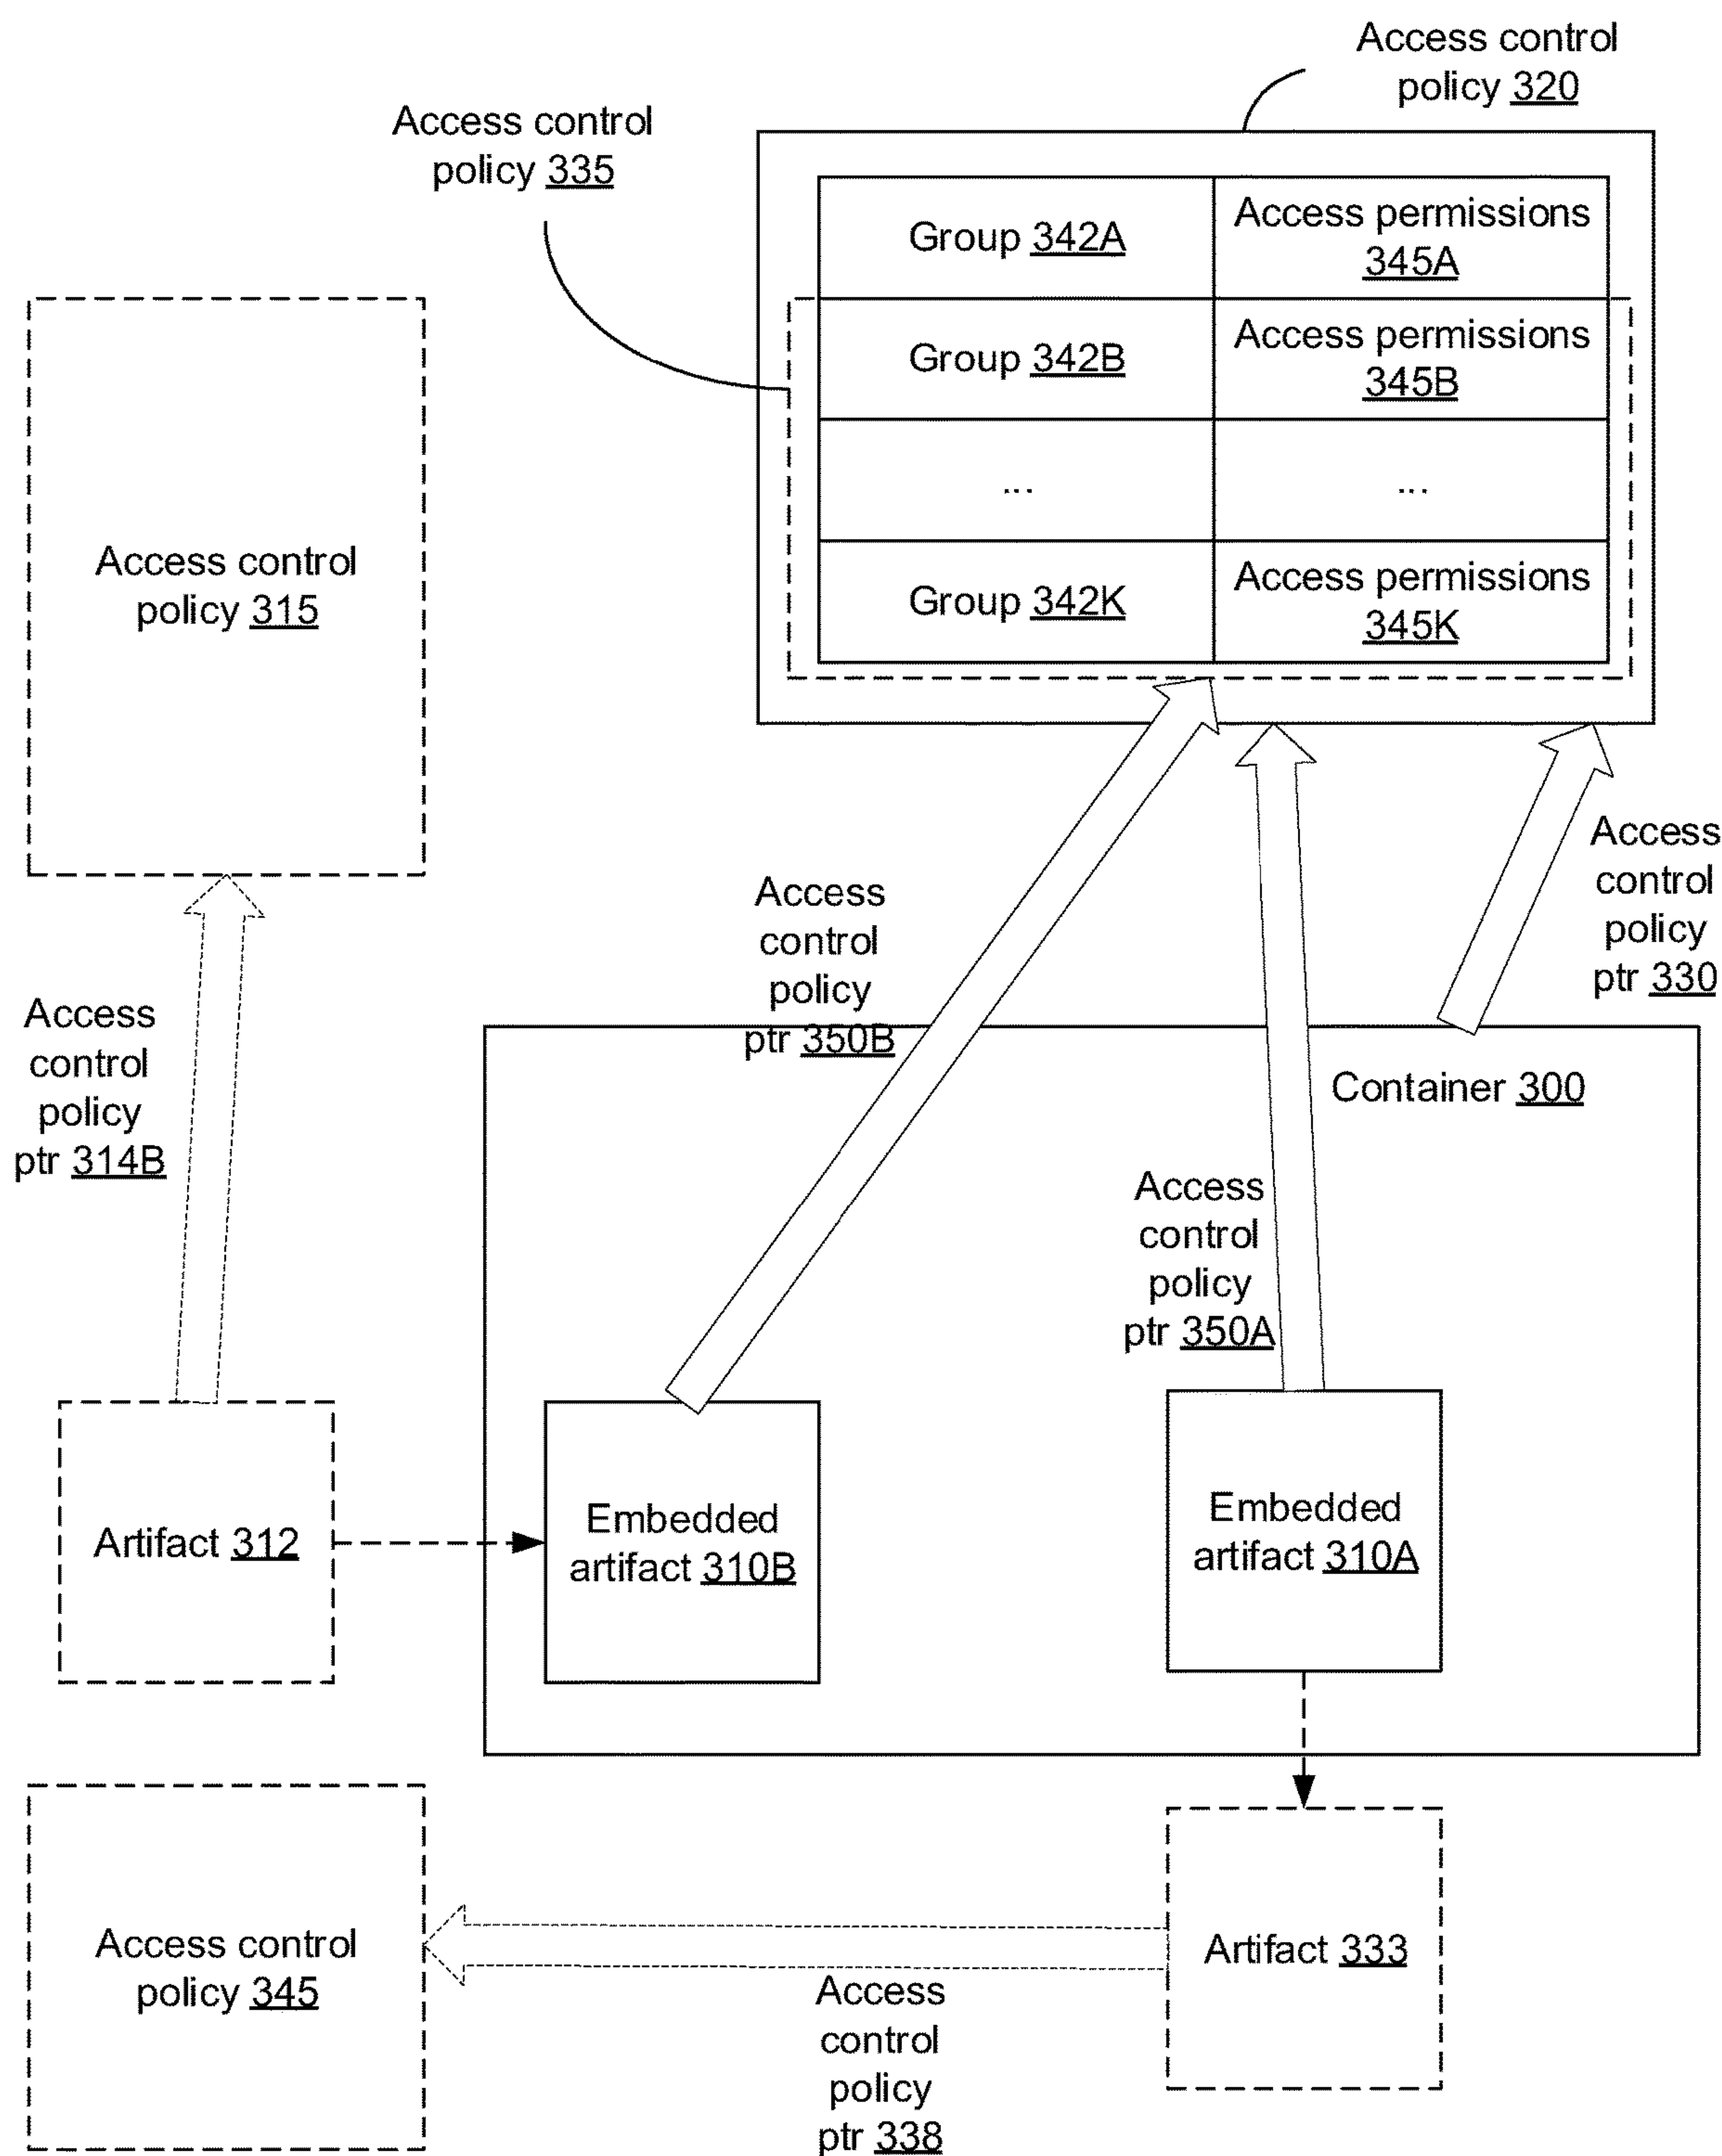 Access control
policy 320
Access control
policy 335
Group 342A
Access permissions
345A
Group 342B
Access permissions
345B
...
...
Group 342K
Access permissions
345K
Access control
policy 315
Access
control
policy
ptr 330
Access
control
policy
ptr 350B
Access
control
policy
ptr 314B
Container 300
Access
control
policy
ptr 350A
Artifact 312
Embedded
artifact 310B
Embedded
artifact 310A
Access control
policy 345
Artifact 333
Access
control
policy
ptr 338